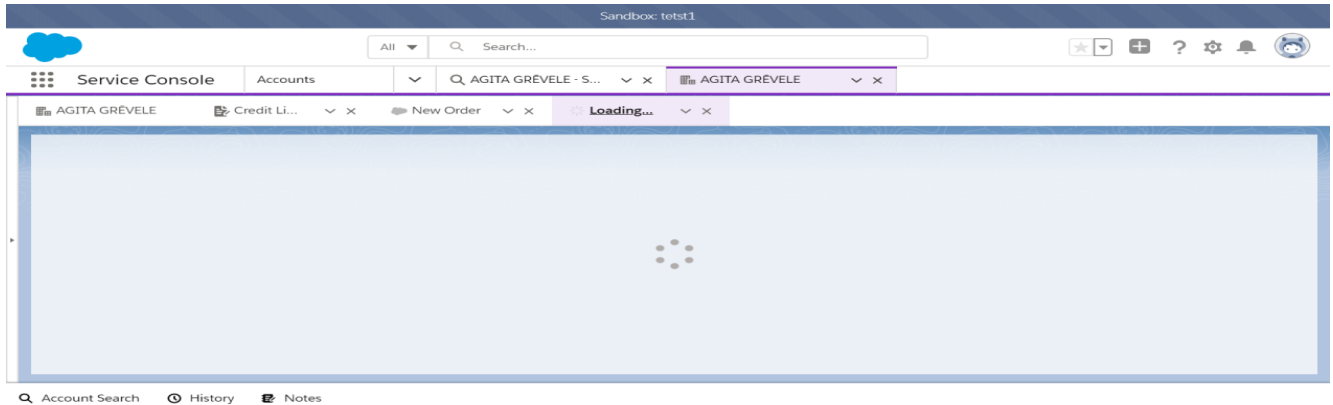 Sandbox: tetst1
All Search...
Service Console Accounts AGITA GRĒVELE - S... AGITA GRĒVELE
AGITA GRĒVELE Credit Li... New Order Loading...
Account Search History Notes